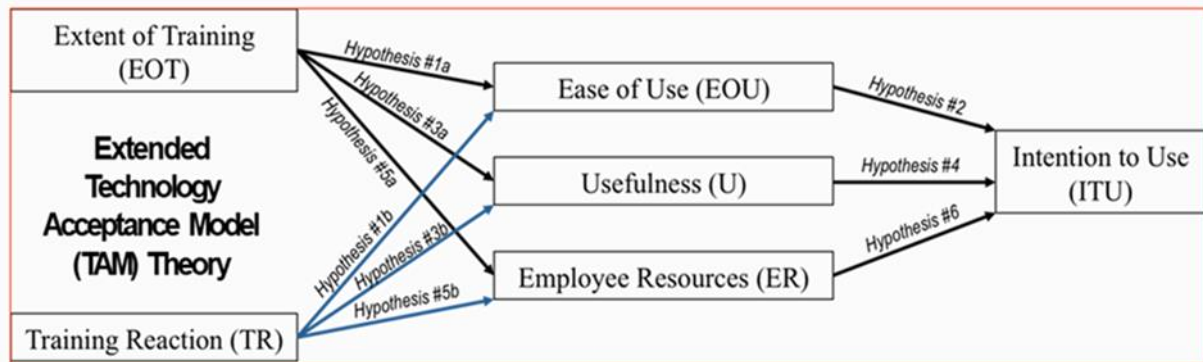 Extent of Training
(EOT)
Hypothesis #1a
Hypothesis #3a
Hypothesis #5a
Ease of Use (EOU)
Hypothesis #2
Extended
Technology
Acceptance Model
(TAM) Theory
Usefulness (U)
Hypothesis #4
Intention to Use
(ITU)
Hypothesis #1b
Hypothesis #3b
Hypothesis #5b
Employee Resources (ER)
Hypothesis #6
Training Reaction (TR)